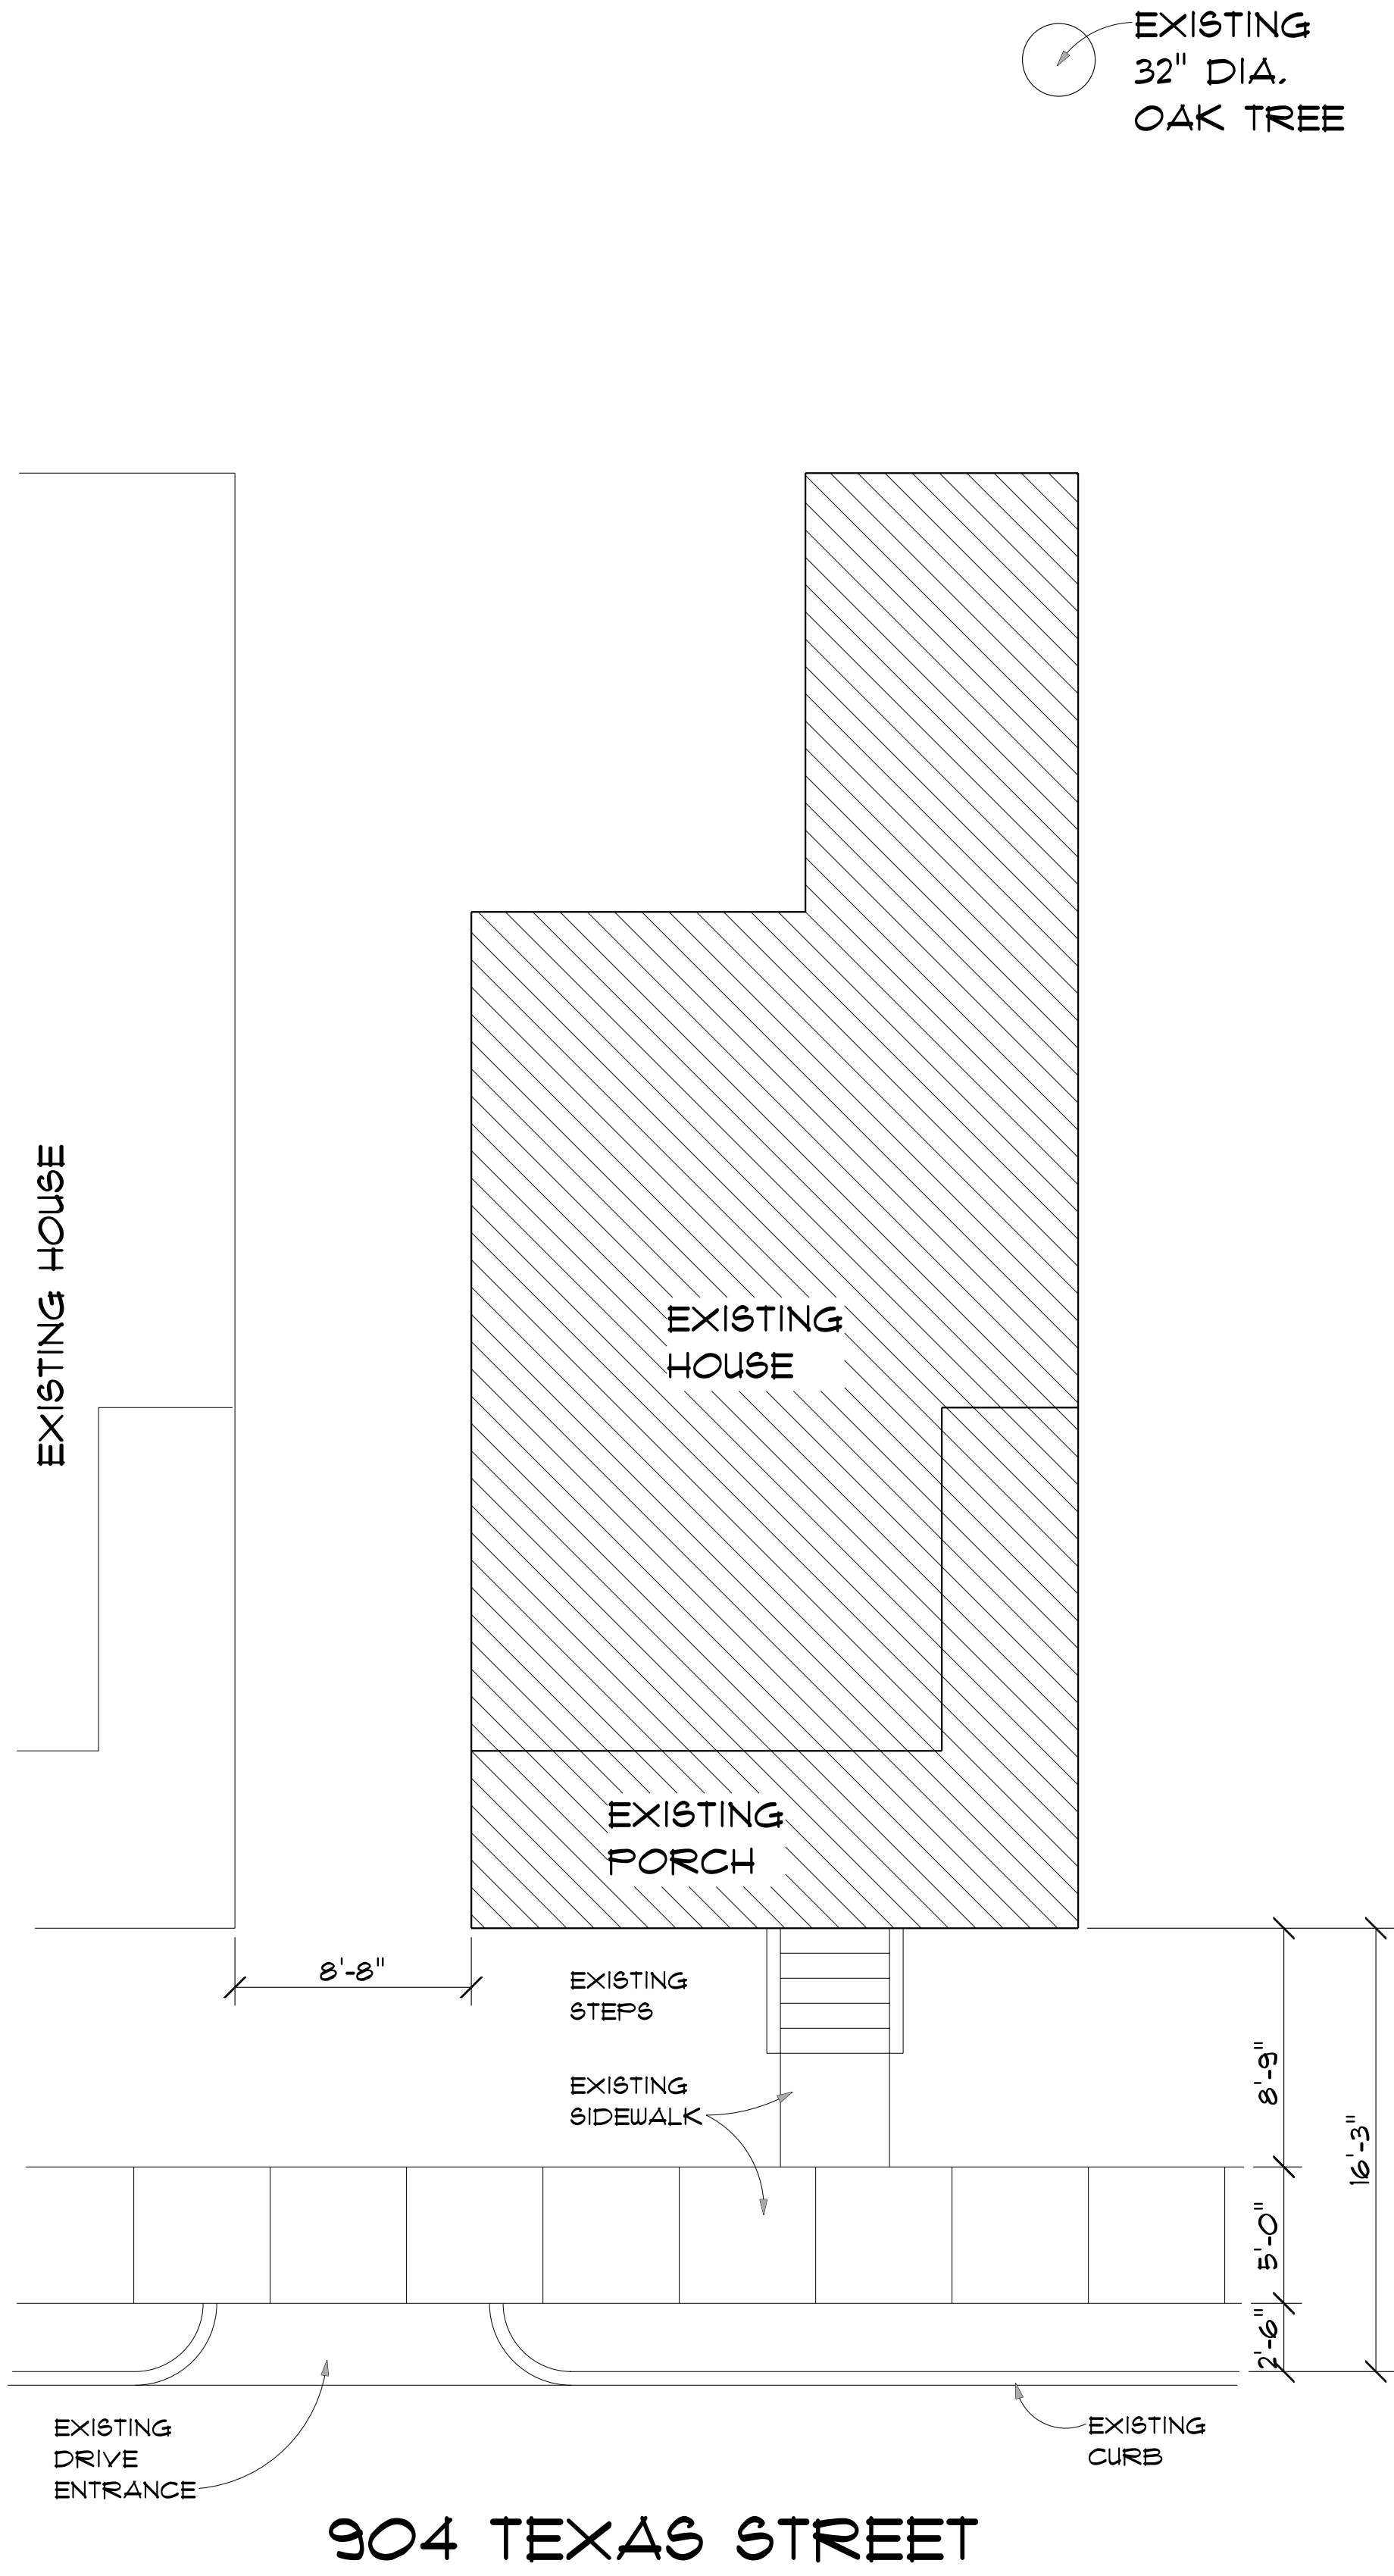 EXISTING
32" DIA.
OAK TREE
EXISTING HOUSE
EXISTING
HOUSE
EXISTING
PORCH
8'-8"
EXISTING
STEPS
EXISTING
SIDEWALK
8'-9"
16'-3"
5'-0"
2'-6"
EXISTING
DRIVE
ENTRANCE
EXISTING
CURB
904 TEXAS STREET